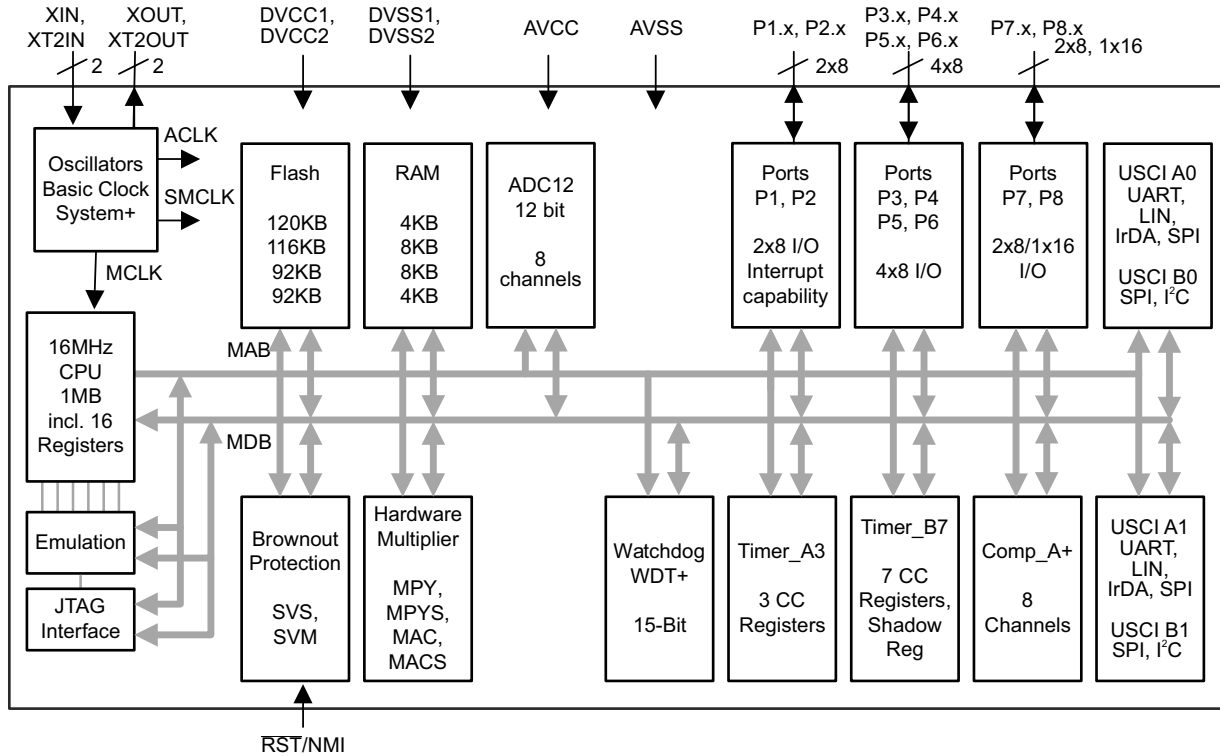 XIN,
XT2IN
2
XOUT,
XT2OUT
2
DVCC1,
DVCC2
DVSS1,
DVSS2
AVCC
AVSS
P1.x, P2.x
2x8
P3.x, P4.x
P5.x, P6.x
4x8
P7.x, P8.x
2x8, 1x16
Oscillators
Basic Clock
System+
ACLK
SMCLK
MCLK
Flash
120KB
116KB
92KB
92KB
RAM
4KB
8KB
8KB
4KB
ADC12
12 bit
8
channels
Ports
P1, P2
2x8 I/O
Interrupt
capability
Ports
P3, P4
P5, P6
4x8 I/O
Ports
P7, P8
2x8/1x16
I/O
USCI A0
UART,
LIN,
IrDA, SPI
USCI B0
SPI, I²C
16MHz
CPU
1MB
incl. 16
Registers
MAB
MDB
Emulation
JTAG
Interface
Brownout
Protection
SVS,
SVM
Hardware
Multiplier
MPY,
MPYS,
MAC,
MACS
Watchdog
WDT+
15-Bit
Timer_A3
3 CC
Registers
Timer_B7
7 CC
Registers,
Shadow
Reg
Comp_A+
8
Channels
USCI A1
UART,
LIN,
IrDA, SPI
USCI B1
SPI, I²C
RST/NMI